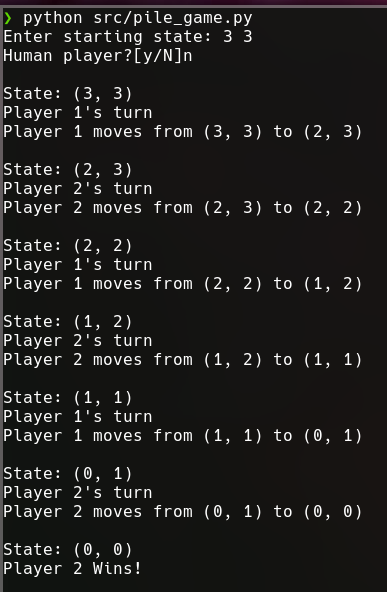 ❯ python src/pile_game.py
Enter starting state: 3 3
Human player?[y/N]n
State: (3, 3)
Player 1's turn
Player 1 moves from (3, 3) to (2, 3)
State: (2, 3)
Player 2's turn
Player 2 moves from (2, 3) to (2, 2)
State: (2, 2)
Player 1's turn
Player 1 moves from (2, 2) to (1, 2)
State: (1, 2)
Player 2's turn
Player 2 moves from (1, 2) to (1, 1)
State: (1, 1)
Player 1's turn
Player 1 moves from (1, 1) to (0, 1)
State: (0, 1)
Player 2's turn
Player 2 moves from (0, 1) to (0, 0)
State: (0, 0)
Player 2 Wins!